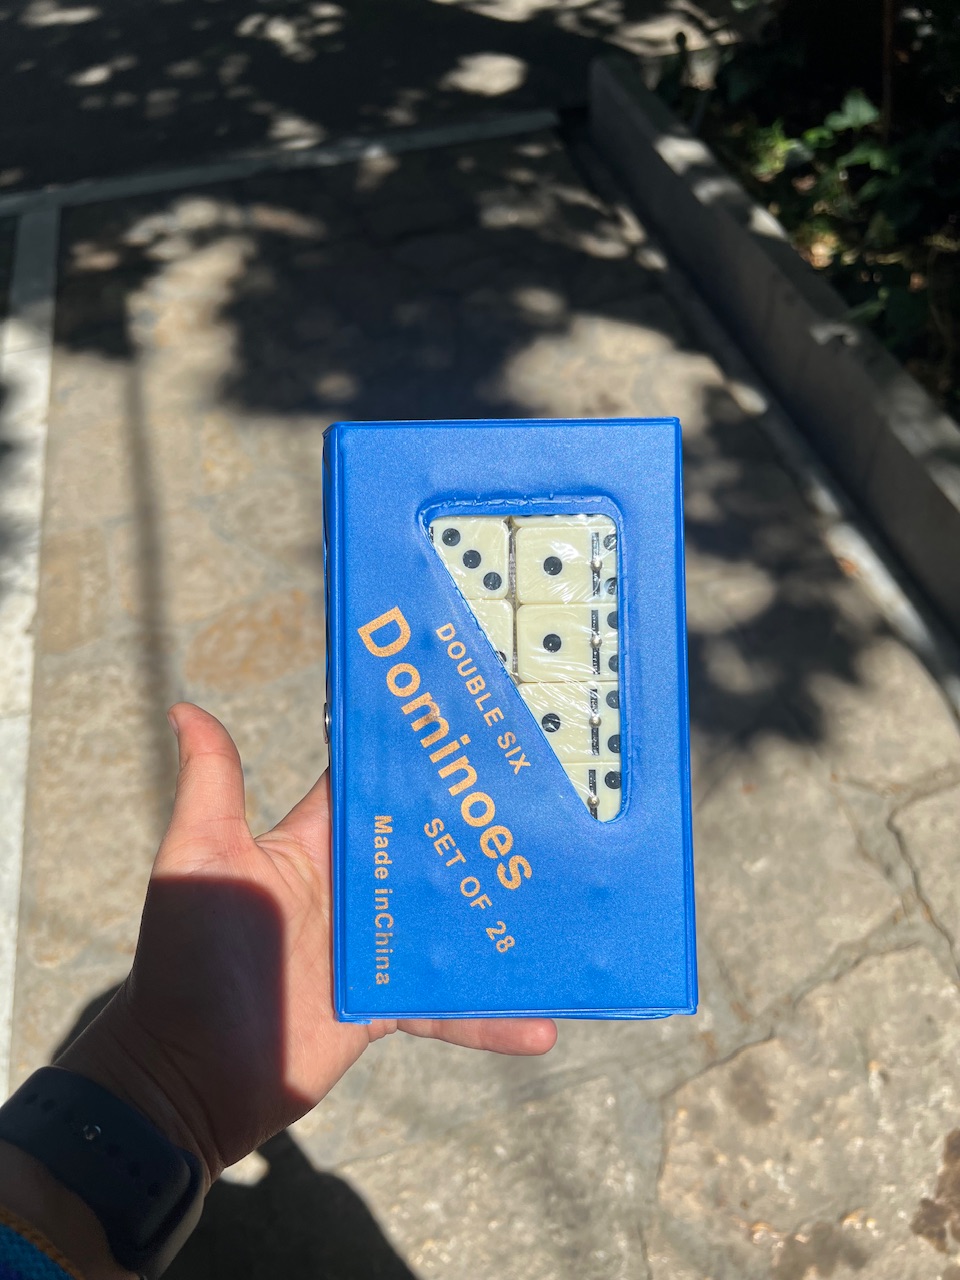 DOUBLE SIX
Dominoes
SET OF 28
Made inChina